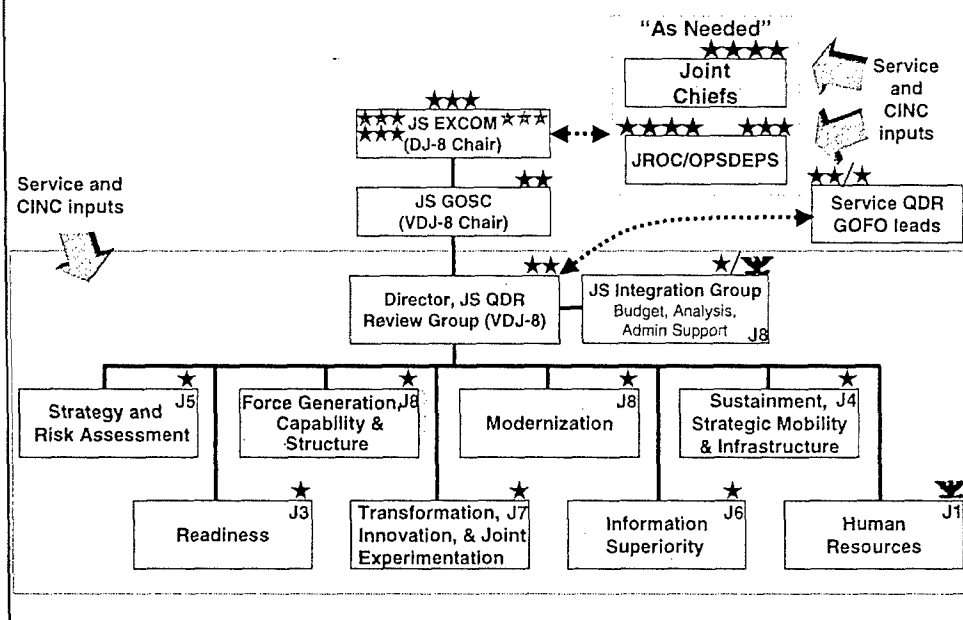 "As Needed"
Joint
Chiefs
Service
and
CINC
inputs
JS EXCOM
(DJ-8 Chair)
JROC/OPSDEPS
Service and
CINC inputs
JS GOSC
(VDJ-8 Chair)
/
Service QDR
GOFO leads
Director, JS QDR
Review Group (VDJ-8)
/
JS Integration Group
Budget, Analysis,
Admin Support
J8
J5
Strategy and
Risk Assessment
Force Generation, J8
Capability &
Structure
J8
Modernization
Sustainment, J4
Strategic Mobility
& Infrastructure
J3
Readiness
Transformation, J7
Innovation, & Joint
Experimentation
J6
Information
Superiority
J1
Human
Resources